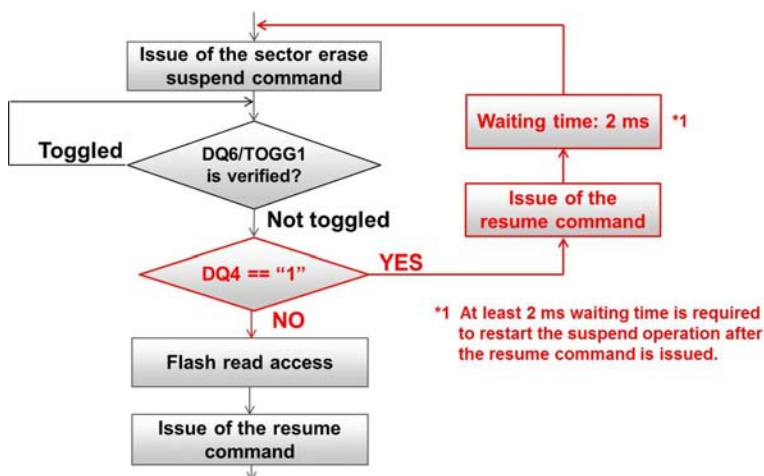 Issue of the sector erase
suspend command
Waiting time: 2 ms
*1
Toggled
DQ6/TOGG1
is verified?
Issue of the
resume command
Not toggled
DQ4 == “1”
YES
NO
*1 At least 2 ms waiting time is required
to restart the suspend operation after
the resume command is issued.
Flash read access
Issue of the resume
command